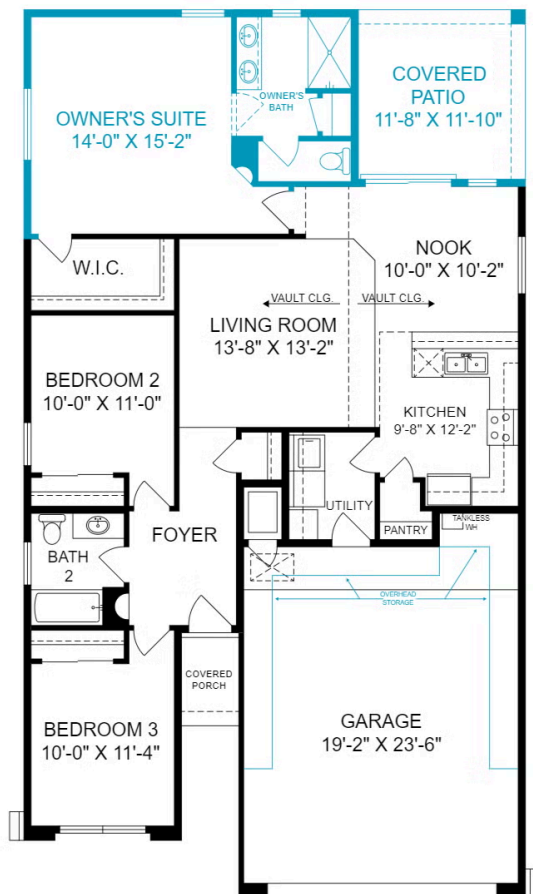 OWNER'S SUITE
14'-0" X 15'-2"
OWNER'S
BATH
COVERED
PATIO
11'-8" X 11'-10"
W.I.C.
NOOK
10'-0" X 10'-2"
VAULT CLG.
VAULT CLG.
LIVING ROOM
13'-8" X 13'-2"
BEDROOM 2
10'-0" X 11'-0"
KITCHEN
9'-8" X 12'-2"
UTILITY
PANTRY
TANKLESS
WH
FOYER
BATH
2
OVERHEAD
STORAGE
COVERED
PORCH
BEDROOM 3
10'-0" X 11'-4"
GARAGE
19'-2" X 23'-6"